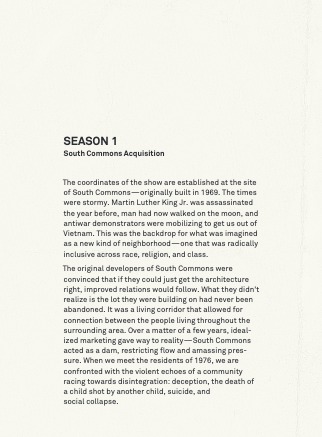 SEASON 1
South Commons Acquisition
The coordinates of the show are established at the site
of South Commons—originally built in 1969. The times
were stormy. Martin Luther King Jr. was assassinated
the year before, man had now walked on the moon, and
antiwar demonstrators were mobilizing to get us out of
Vietnam. This was the backdrop for what was imagined
as a new kind of neighborhood—one that was radically
inclusive across race, religion, and class.
The original developers of South Commons were
convinced that if they could just get the architecture
right, improved relations would follow. What they didn't
realize is the lot they were building on had never been
abandoned. It was a living corridor that allowed for
connection between the people living throughout the
surrounding area. Over a matter of a few years, ideal-
ized marketing gave way to reality—South Commons
acted as a dam, restricting flow and amassing pres-
sure. When we meet the residents of 1976, we are
confronted with the violent echoes of a community
racing towards disintegration: deception, the death of
a child shot by another child, suicide, and
social collapse.